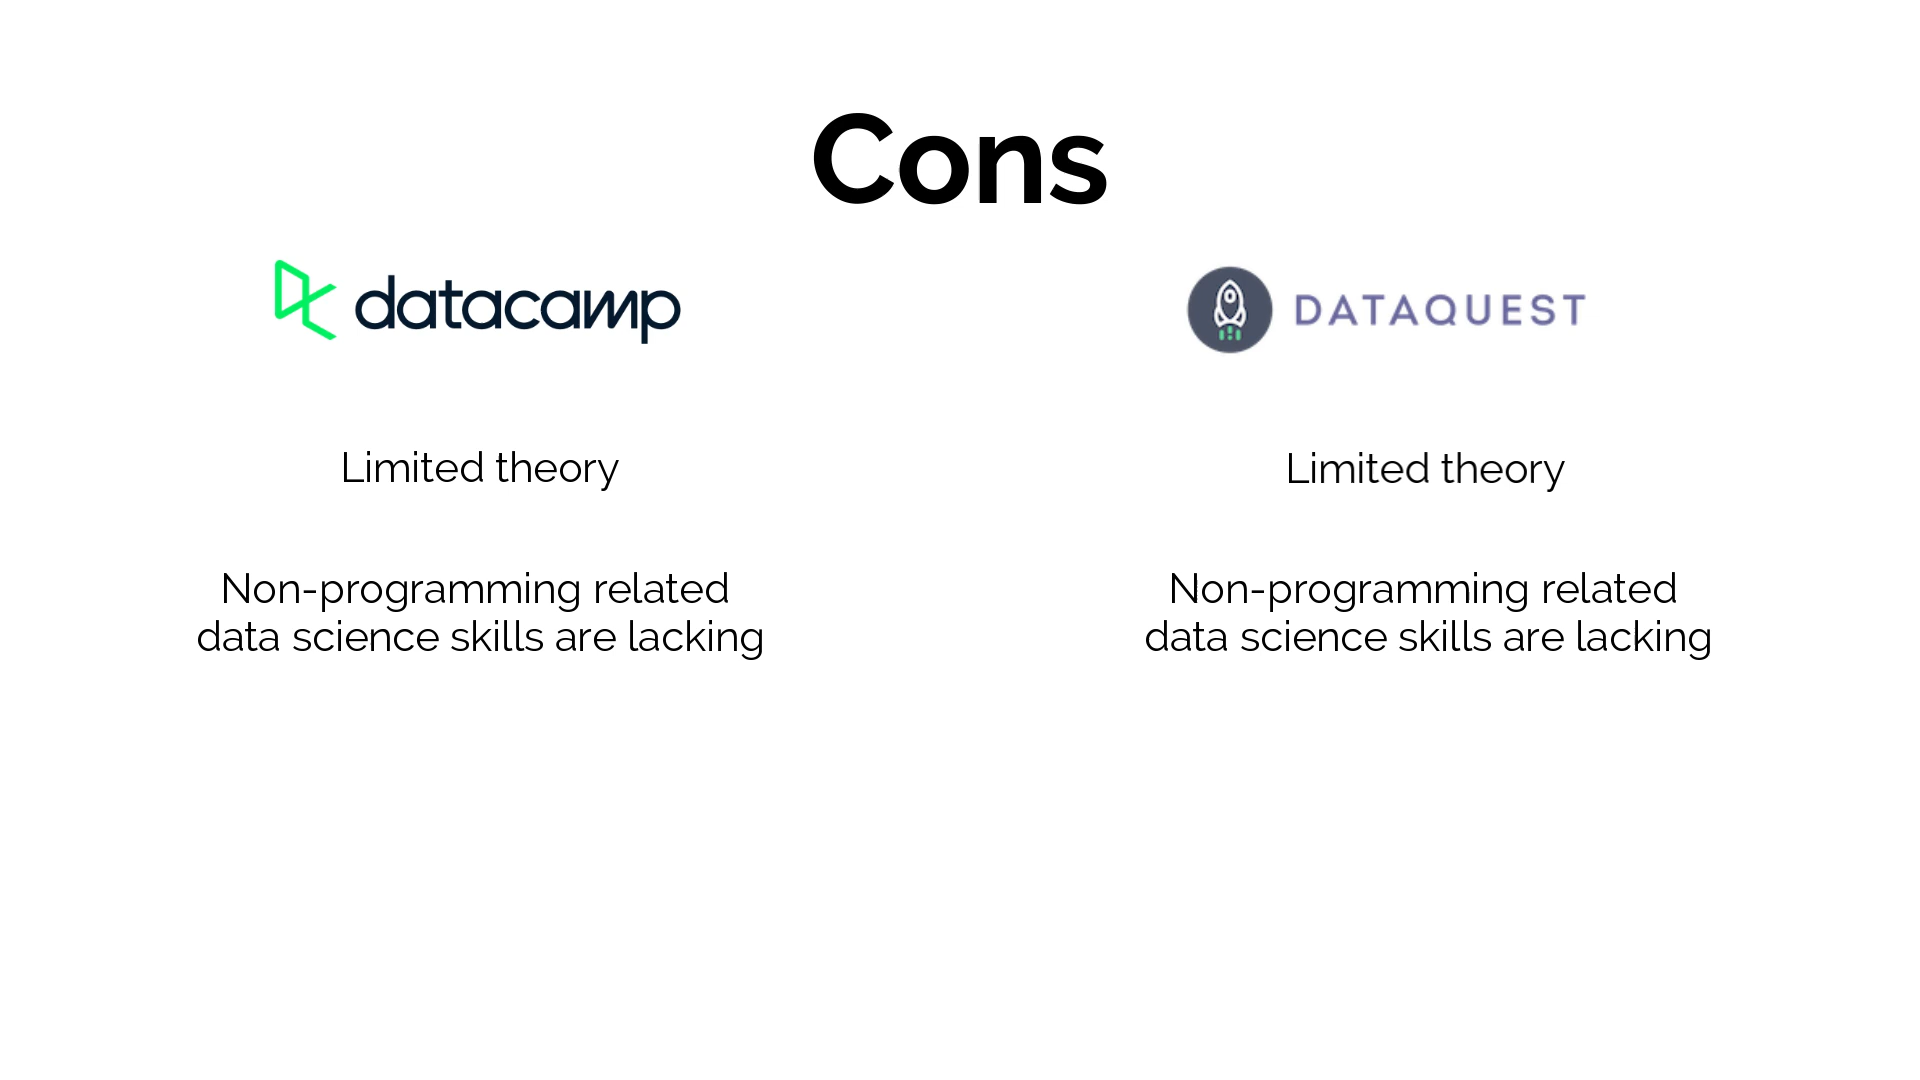 Cons
datacamp
DATAQUEST
Limited theory
Limited theory
Non-programming related
data science skills are lacking
Non-programming related
data science skills are lacking